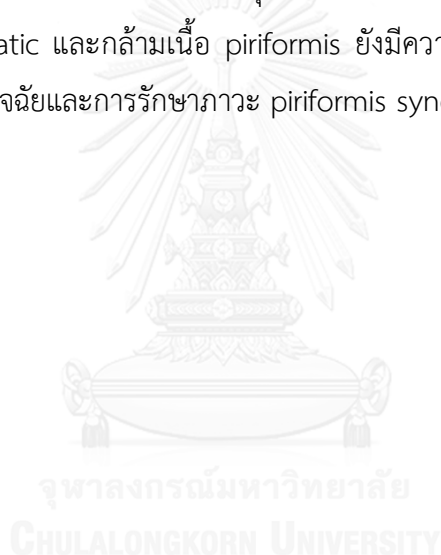 atic และกล้ามเนื้อ piriformis ยังมีควา
จฉัยและการรักษาภาวะ piriformis sync
จุฬาลงกรณ์มหาวิทยาลัย
CHULALONGKORN UNIVERSITY